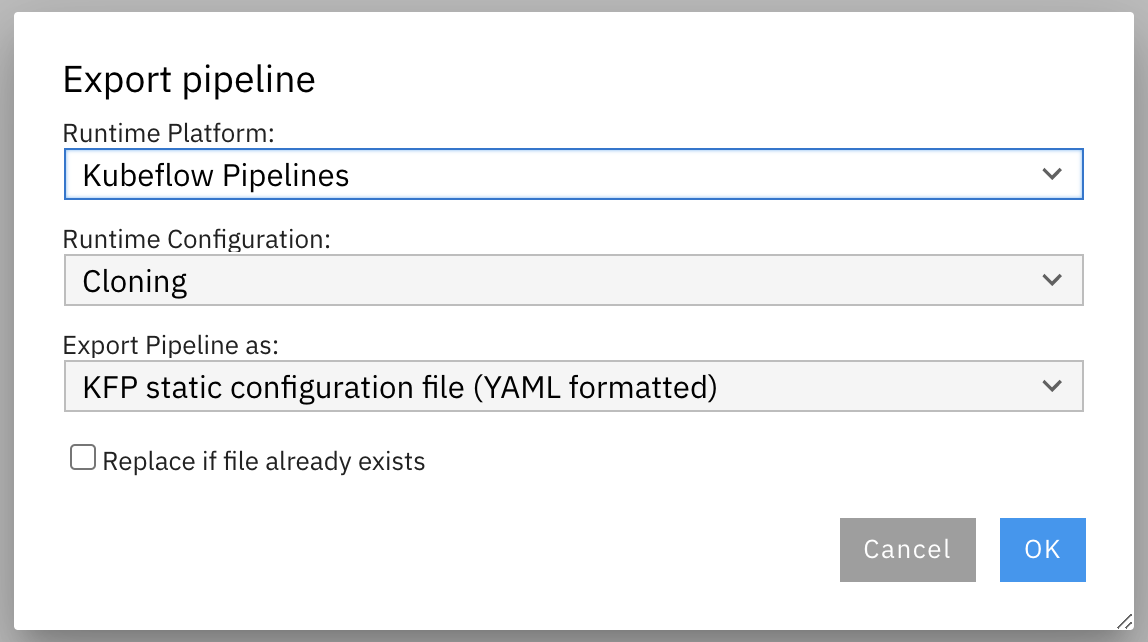 Export pipeline
Runtime Platform:
Kubeflow Pipelines
Runtime Configuration:
Cloning
Export Pipeline as:
KFP static configuration file (YAML formatted)
Replace if file already exists
Cancel OK